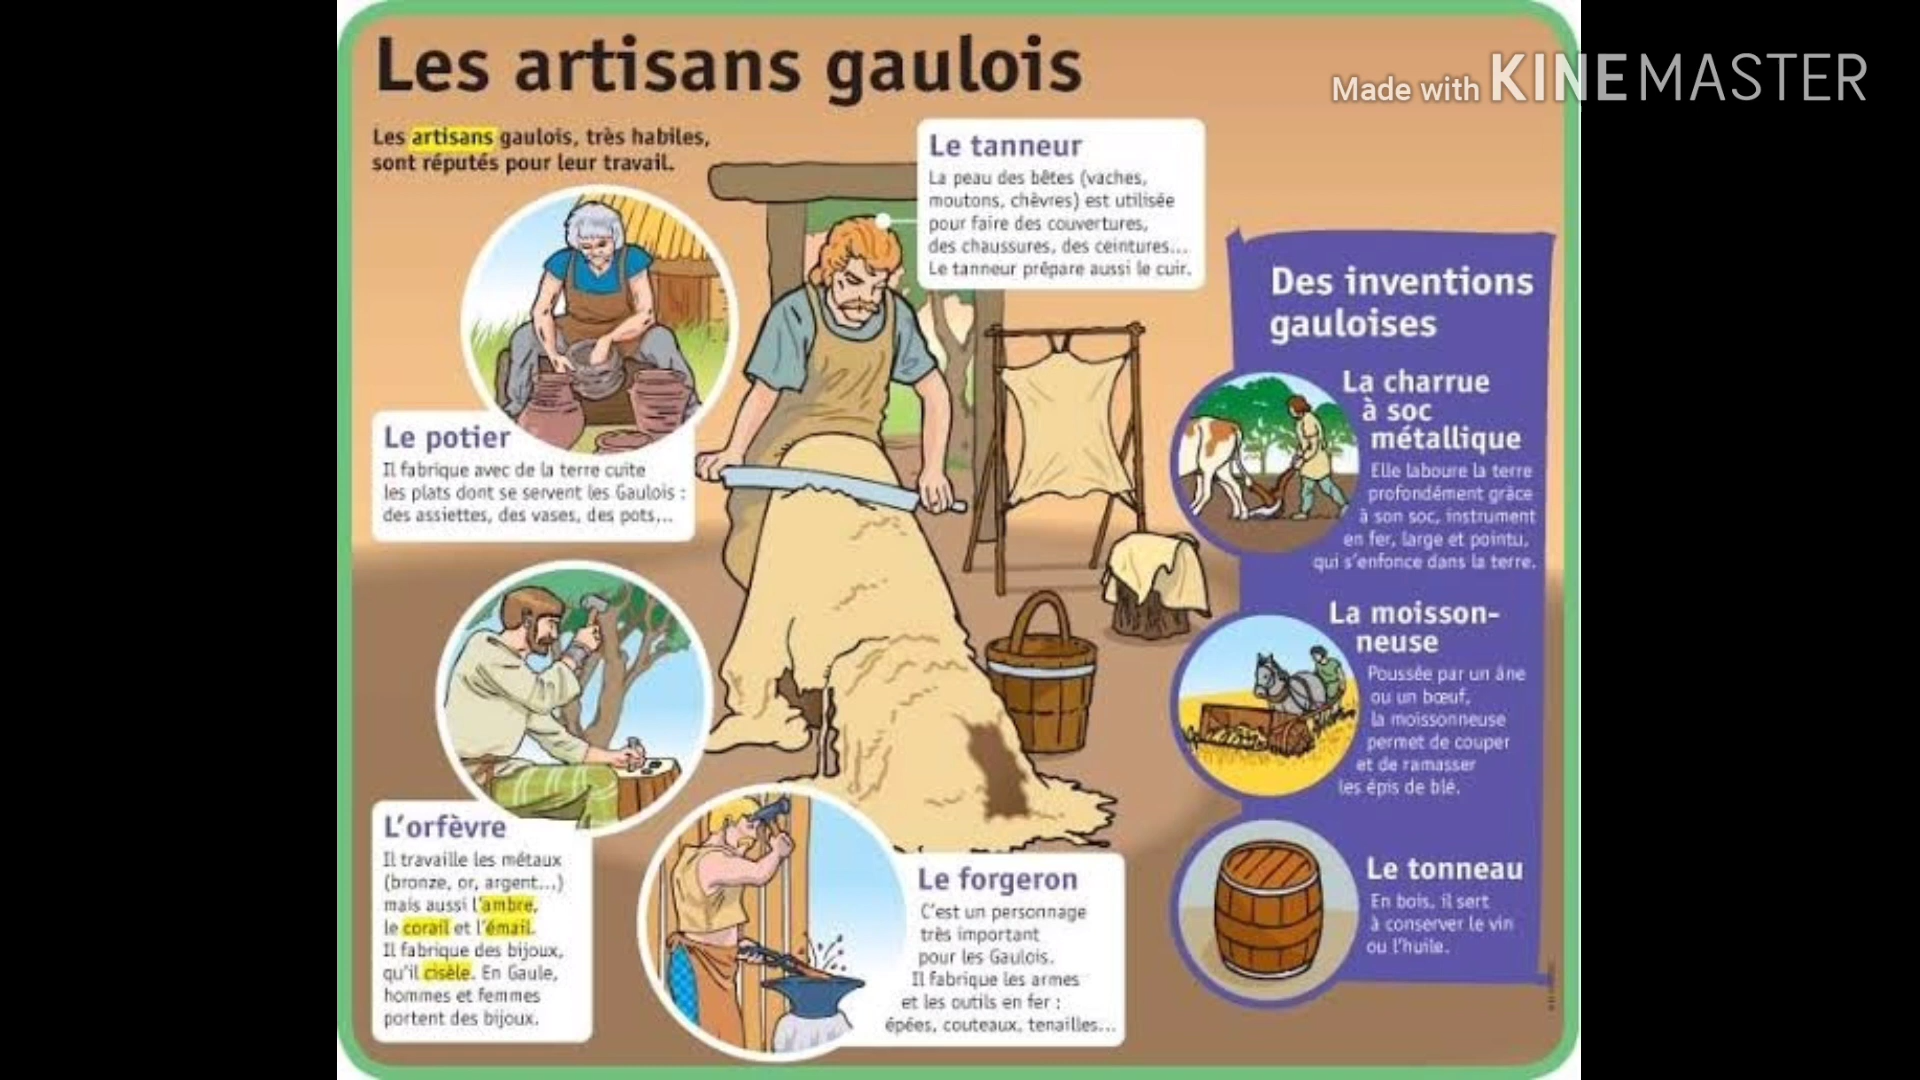 Les artisans gaulois
Made with KINEMASTER
Les artisans gaulois, très habiles,
sont réputés pour leur travail.
Le tanneur
La peau des bêtes (vaches,
moutons, chèvres) est utilisée
pour faire des couvertures,
des chaussures, des ceintures...
Le tanneur prépare aussi le cuir.
Le potier
Il fabrique avec de la terre cuite
les plats dont se servent les Gaulois :
des assiettes, des vases, des pots...
L'orfèvre
Il travaille les métaux
(bronze, or, argent...)
mais aussi l'ambre,
le corail et l'émail.
Il fabrique des bijoux,
qu'il cisèle. En Gaule,
hommes et femmes
portent des bijoux.
Le forgeron
C'est un personnage
très important
pour les Gaulois.
Il fabrique les armes
et les outils en fer :
épées, couteaux, tenailles...
Des inventions
gauloises
La charrue
à soc
métallique
Elle laboure la terre
profondément grâce
à son soc, instrument
en fer, large et pointu,
qui s'enfonce dans la terre.
La moisson-
neuse
Poussée par un âne
ou un bœuf,
la moissonneuse
permet de couper
et de ramasser
les épis de blé.
Le tonneau
En bois, il sert
à conserver le vin
ou l'huile.